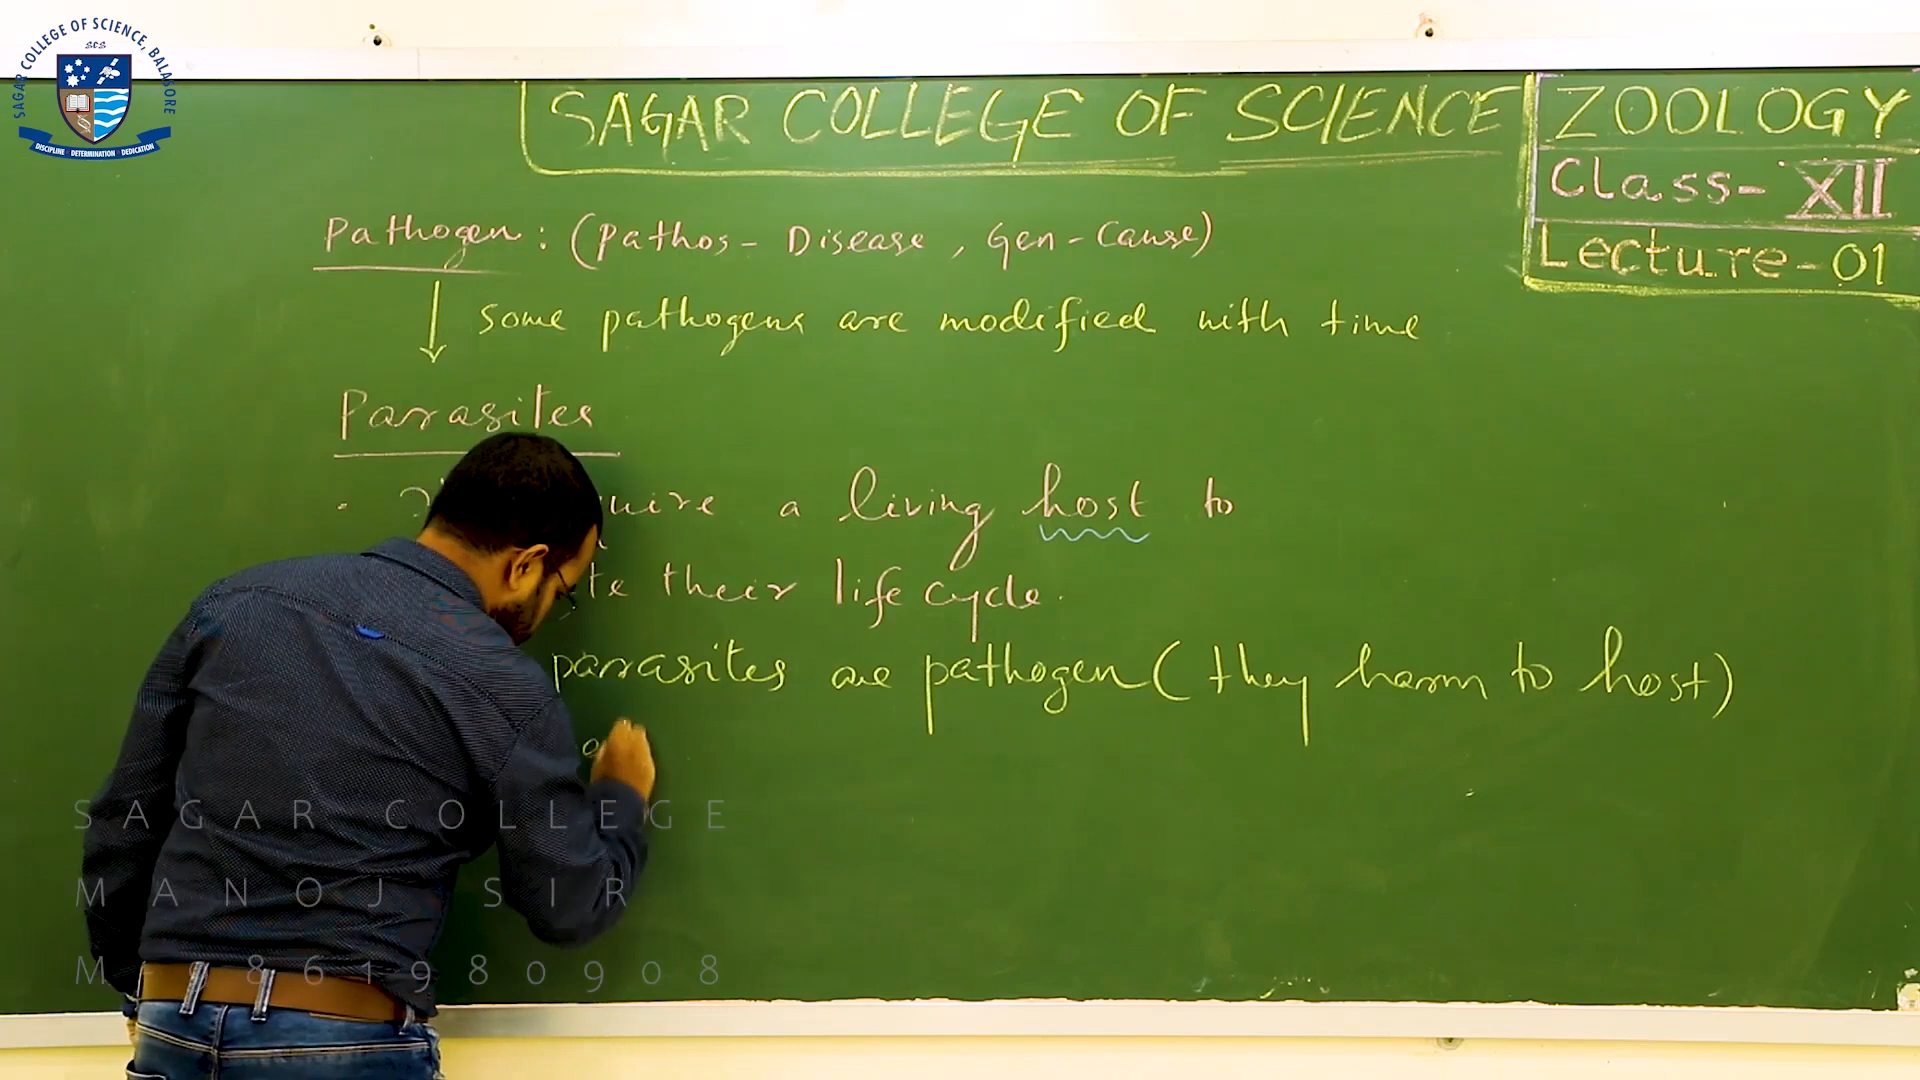 SAGAR COLLEGE OF SCIENCE, BALASORE
SCS
DISCIPLINE · DETERMINATION · DEDICATION
SAGAR COLLEGE OF SCIENCE
ZOOLOGY
Class- XII
Lecture-01
Pathogen: (Pathos- Disease, Gen-Cause)
some pathogens are modified with time
Parasites
a living host to
their life cycle.
parasites are pathogen (they harm to host)
SAGAR COLLEGE
MANOJ SIR